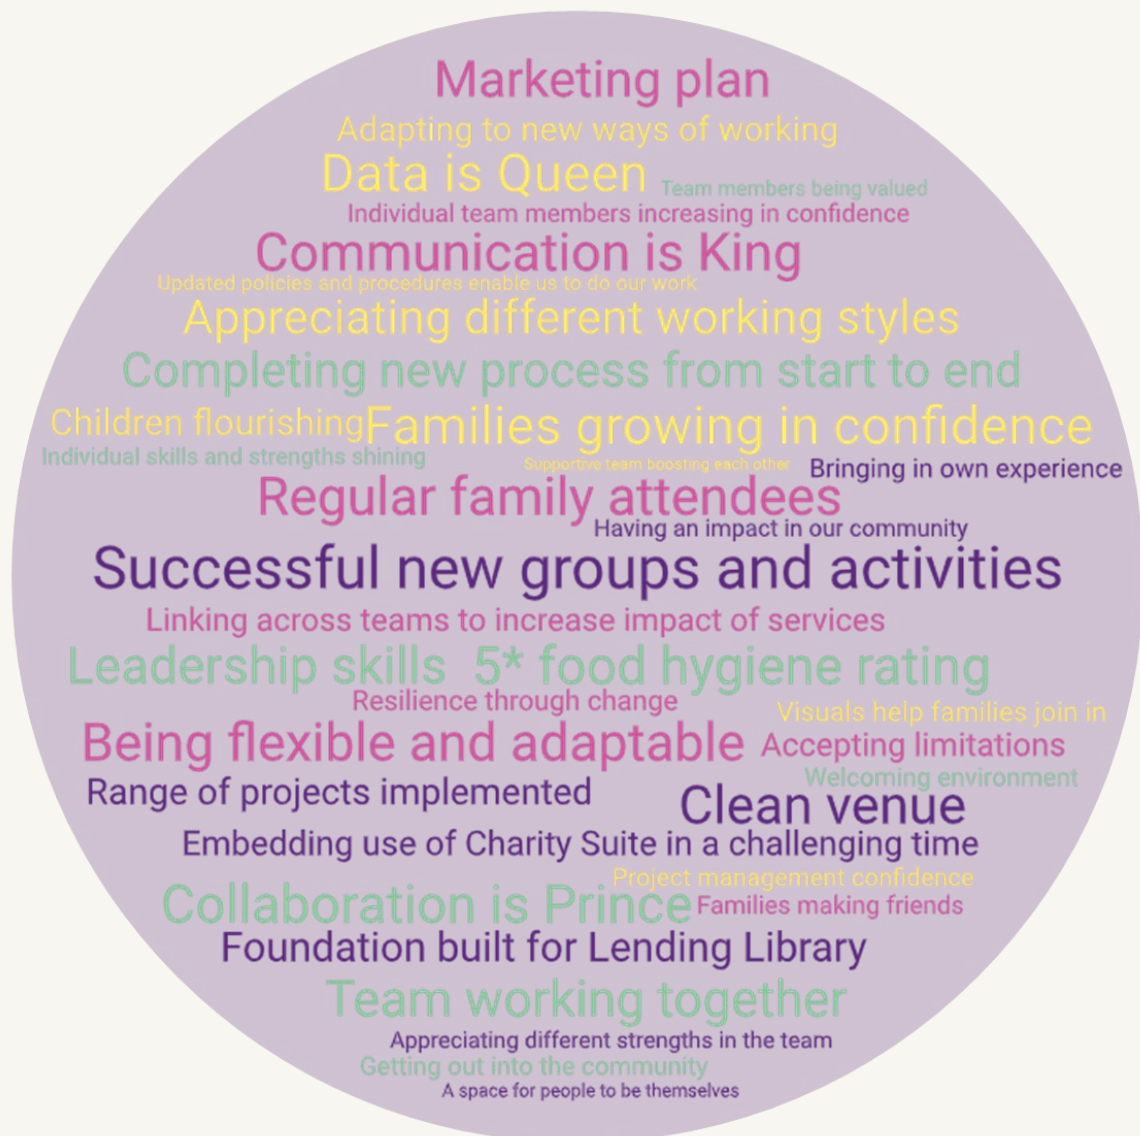 Marketing plan
Adapting to new ways of working
Data is Queen
Team members being valued
Individual team members increasing in confidence
Communication is King
Updated policies and procedures enable us to do our work
Appreciating different working styles
Completing new process from start to end
Children flourishing
Families growing in confidence
Individual skills and strengths shining
Supportive team boosting each other
Bringing in own experience
Regular family attendees
Having an impact in our community
Successful new groups and activities
Linking across teams to increase impact of services
Leadership skills
5* food hygiene rating
Resilience through change
Visuals help families join in
Being flexible and adaptable
Accepting limitations
Welcoming environment
Range of projects implemented
Clean venue
Embedding use of Charity Suite in a challenging time
Project management confidence
Collaboration is Prince
Families making friends
Foundation built for Lending Library
Team working together
Appreciating different strengths in the team
Getting out into the community
A space for people to be themselves